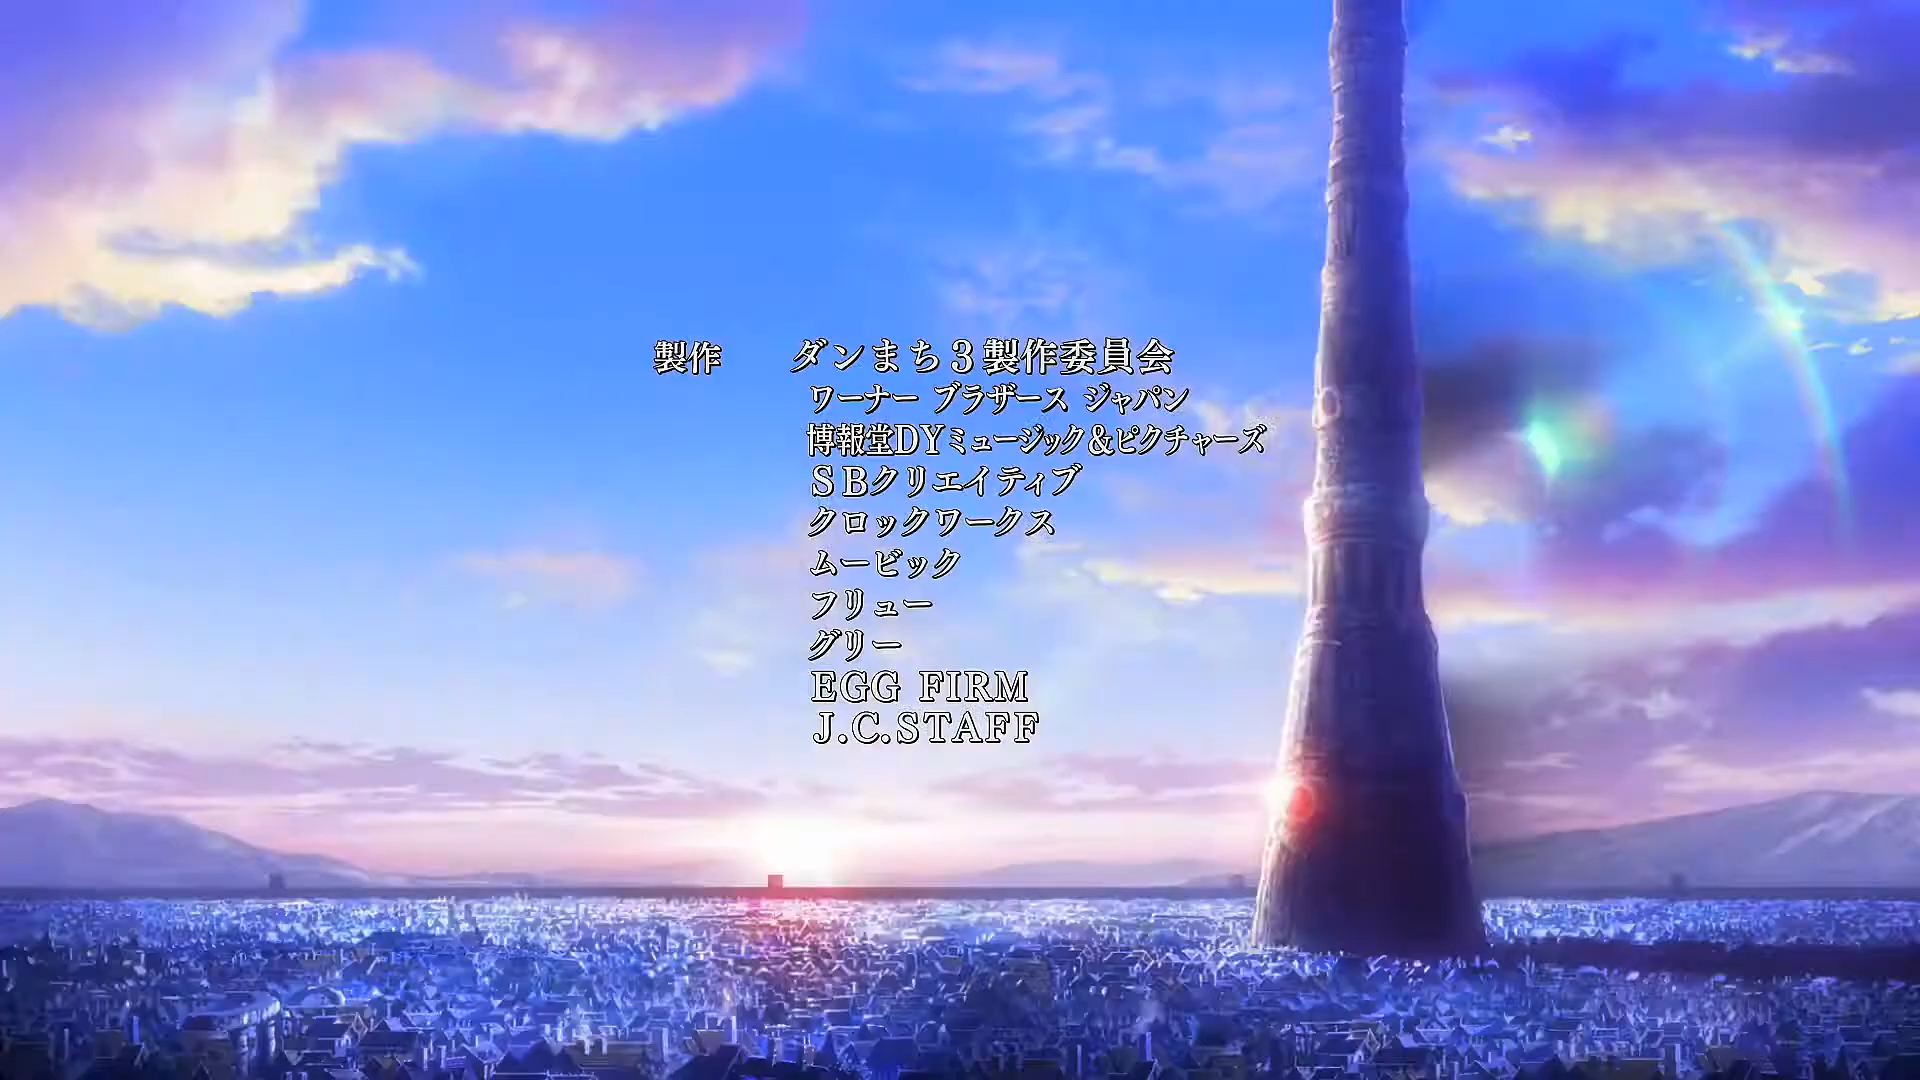 製作 ダンまち3製作委員会
ワーナー ブラザース ジャパン
博報堂DYミュージック&ピクチャーズ
SBクリエイティブ
クロックワークス
ムービック
フリュー
グリー
EGG FIRM
J.C.STAFF